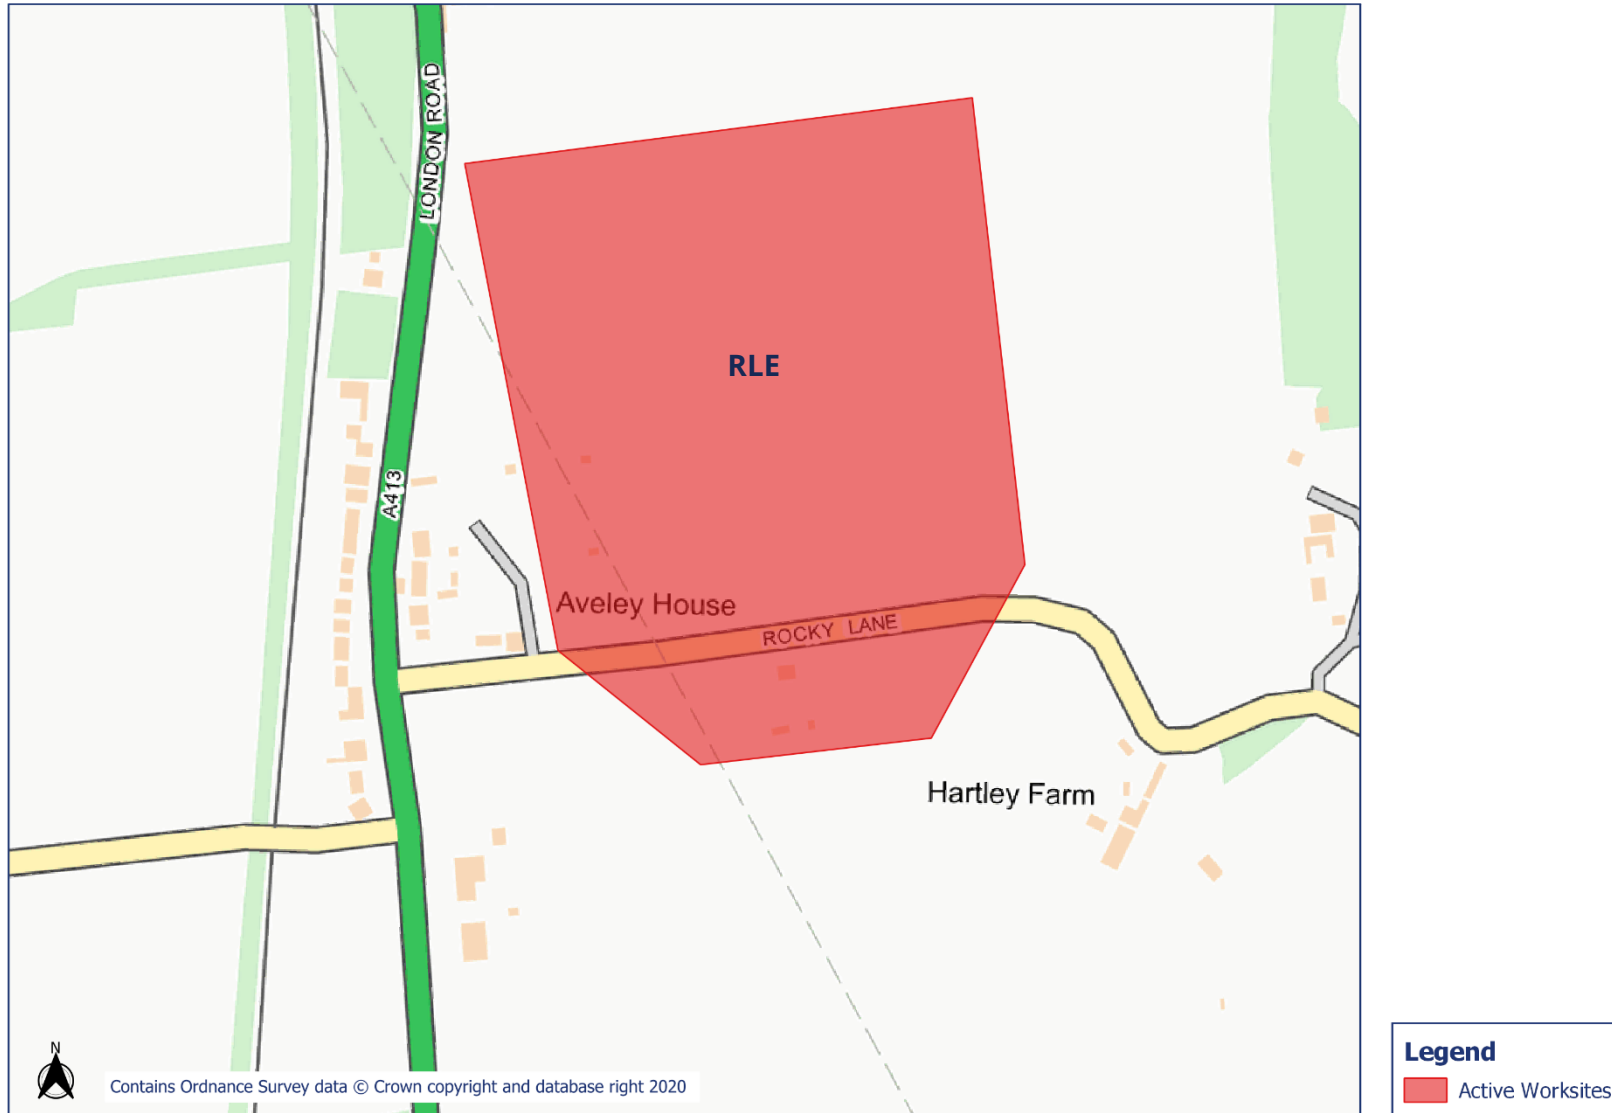 LONDON ROAD
RLE
A413
Aveley House
ROCKY LANE
Hartley Farm
N
Contains Ordnance Survey data © Crown copyright and database right 2020
Legend
Active Worksites